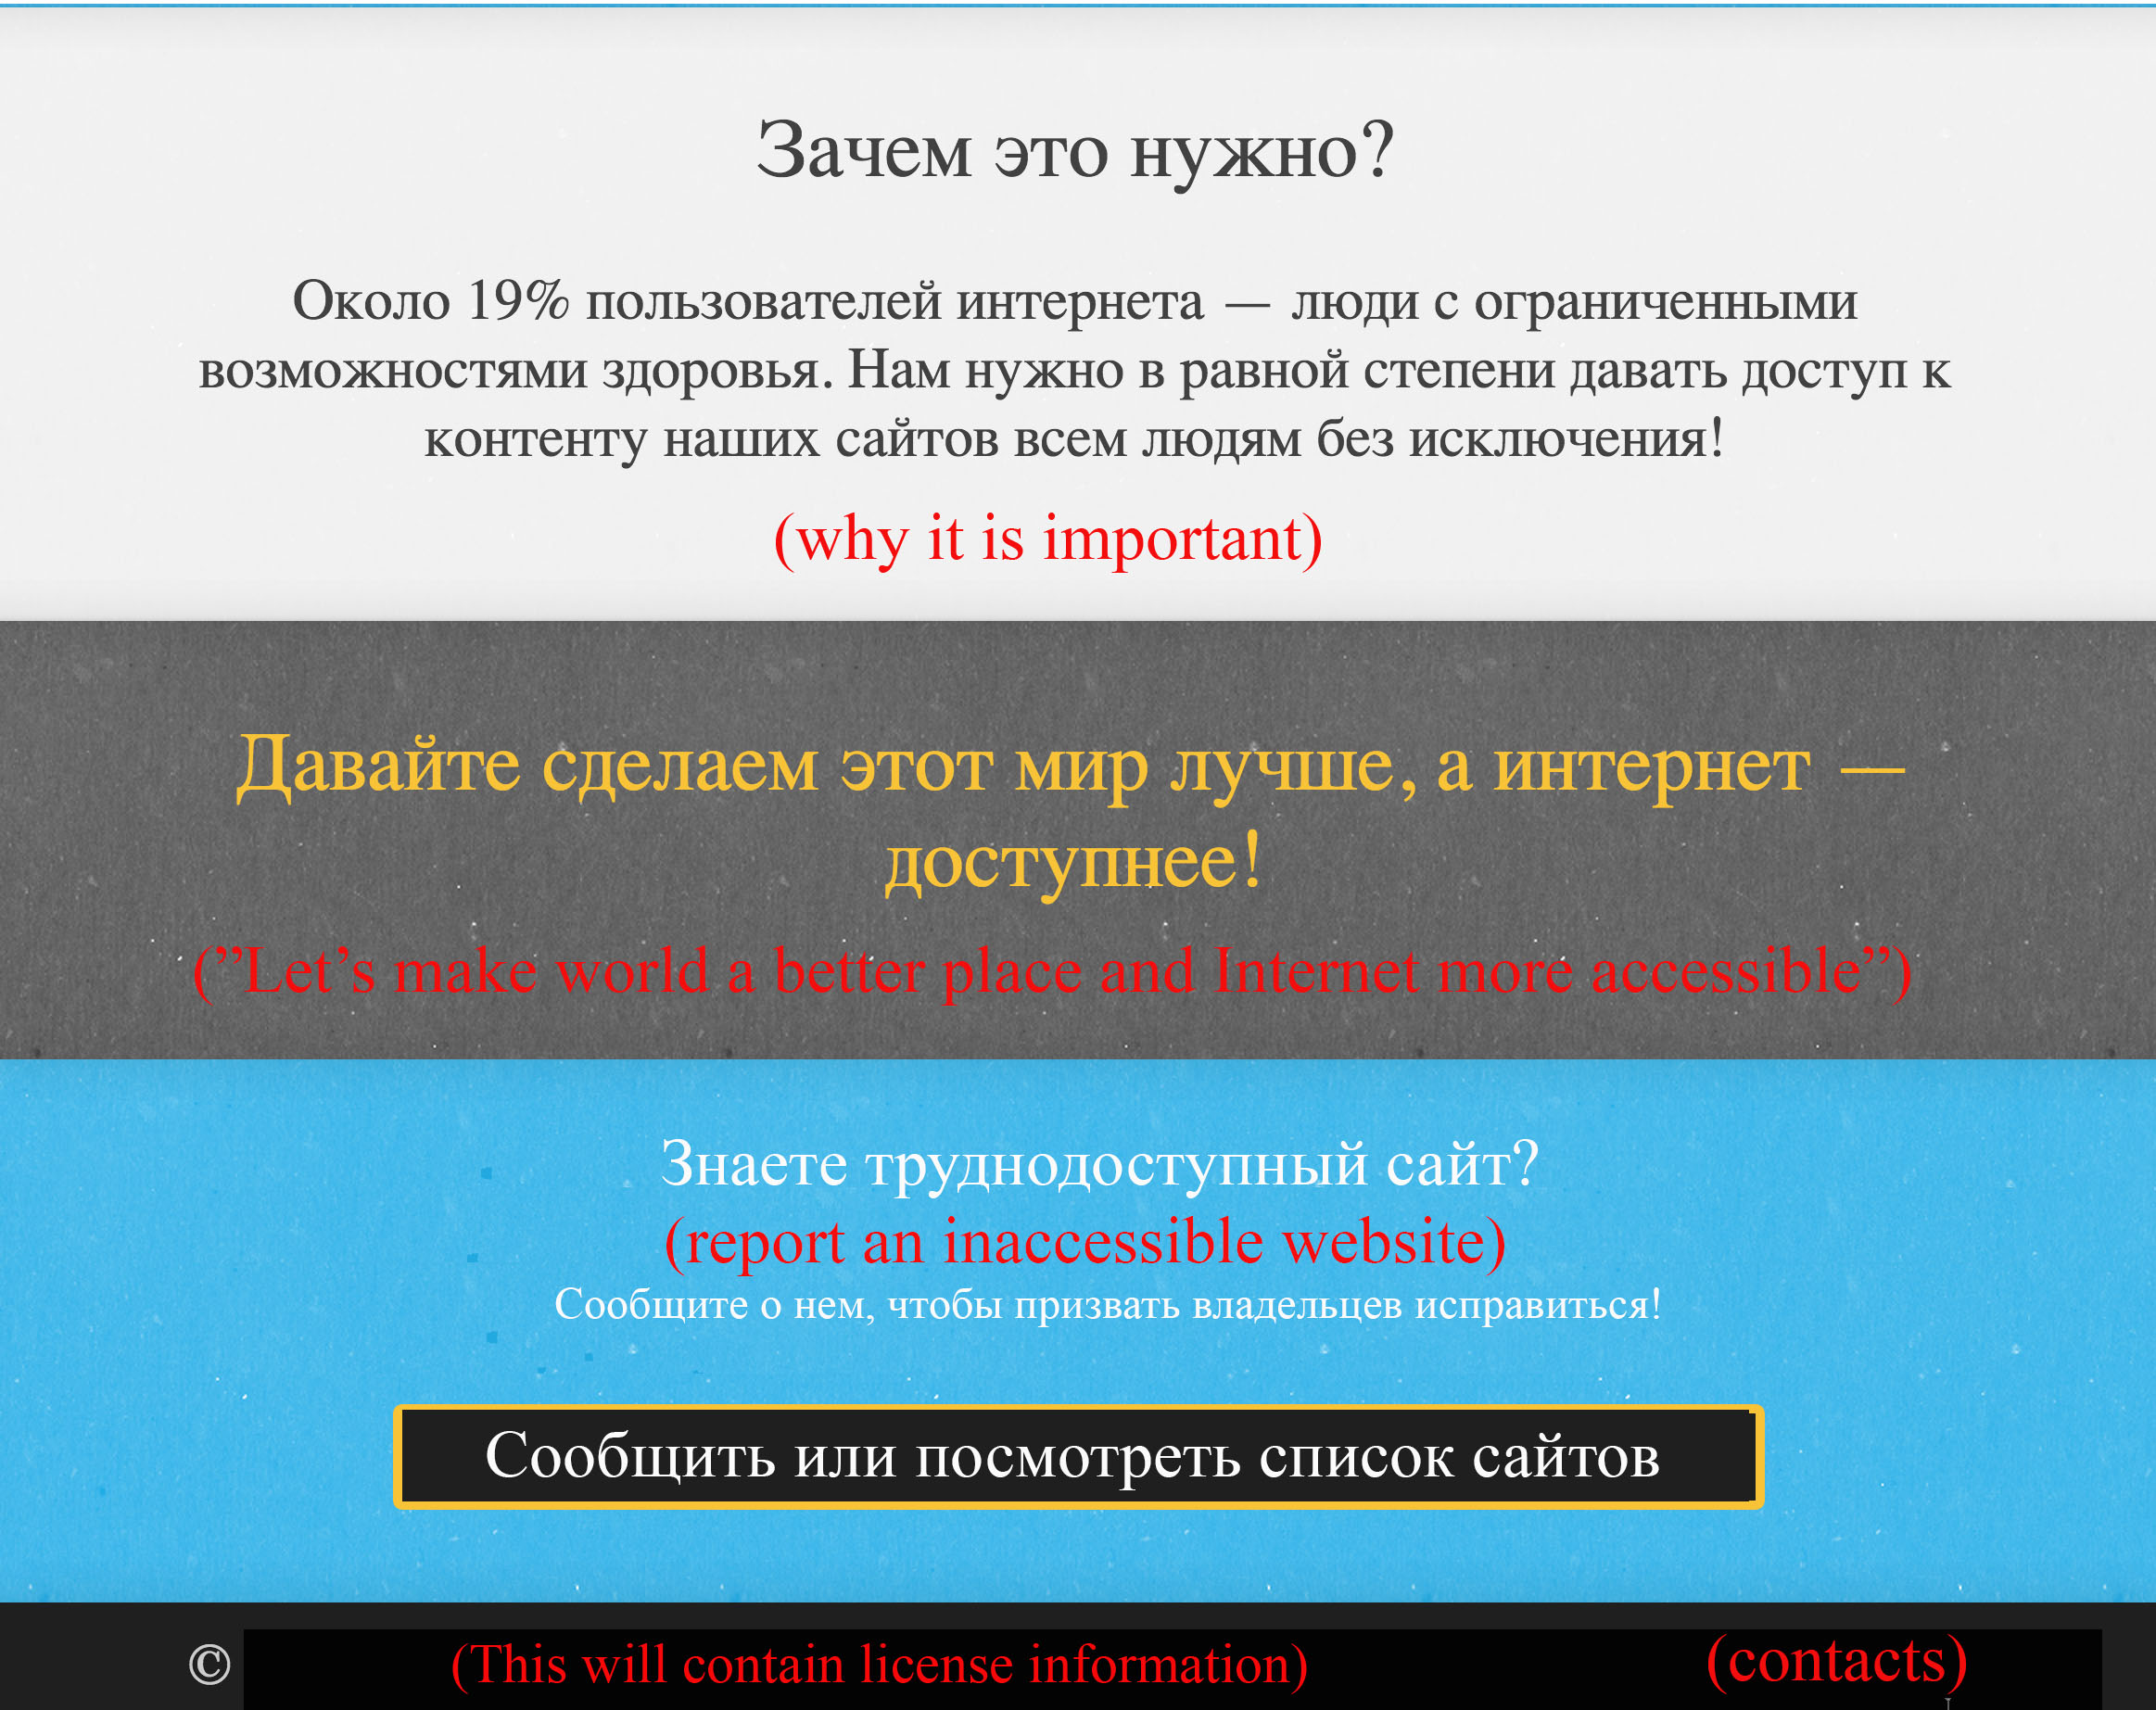 Зачем это нужно?
Около 19% пользователей интернета — люди с ограниченными
возможностями здоровья. Нам нужно в равной степени давать доступ к
контенту наших сайтов всем людям без исключения!
(why it is important)
Давайте сделаем этот мир лучше, а интернет —
доступнее!
(”Let’s make world a better place and Internet more accessible”)
Знаете труднодоступный сайт?
(report an inaccessible website)
Сообщите о нем, чтобы призвать владельцев исправиться!
Сообщить или посмотреть список сайтов
© (This will contain license information) (contacts)